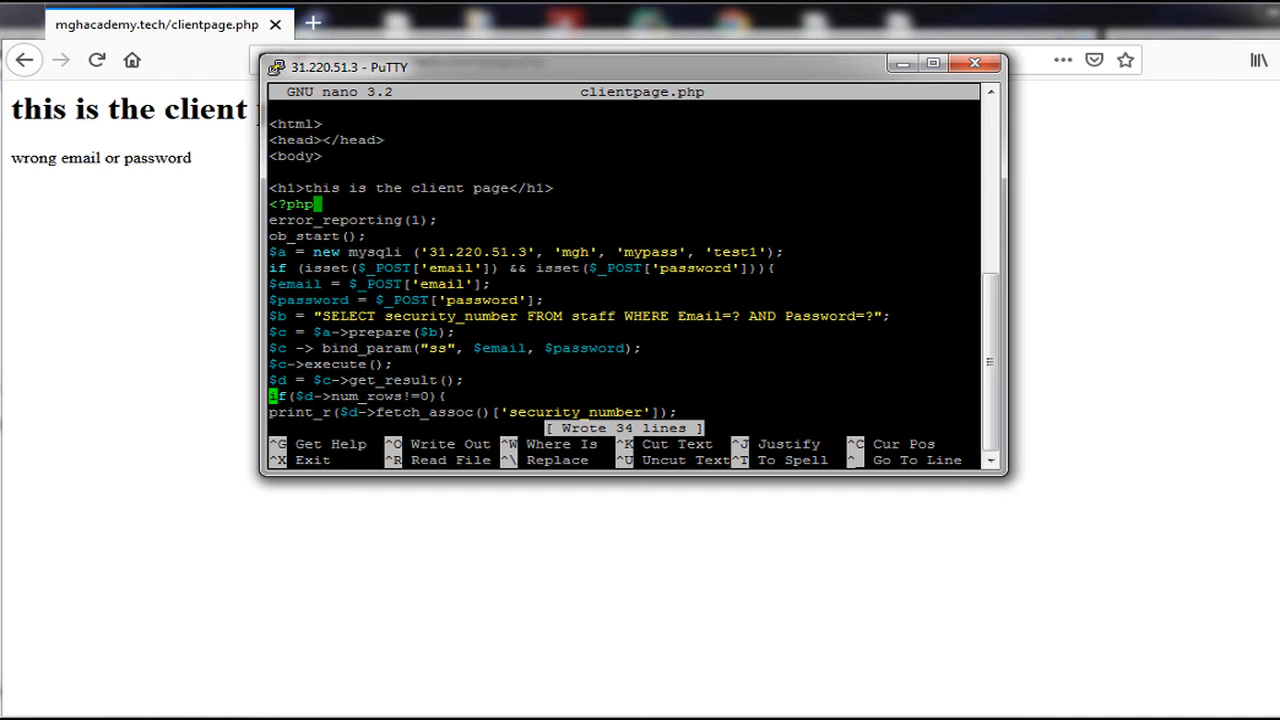 mghacademy.tech/clientpage.php
31.220.51.3 - PuTTY
this is the client
wrong email or password
GNU nano 3.2 clientpage.php
<html>
<head></head>
<body>
<h1>this is the client page</h1>
<?php
error_reporting(1);
ob_start();
$a = new mysqli ('31.220.51.3', 'mgh', 'mypass', 'test1');
if (isset($_POST['email']) && isset($_POST['password'])){
$email = $_POST['email'];
$password = $_POST['password'];
$b = "SELECT security_number FROM staff WHERE Email=? AND Password=?";
$c = $a->prepare($b);
$c -> bind_param("ss", $email, $password);
$c->execute();
$d = $c->get_result();
if($d->num_rows!=0){
print_r($d->fetch_assoc()['security_number']);
[ Wrote 34 lines ]
^G Get Help ^O Write Out ^W Where Is ^K Cut Text ^J Justify ^C Cur Pos
^X Exit ^R Read File ^\ Replace ^U Uncut Text ^T To Spell ^_ Go To Line